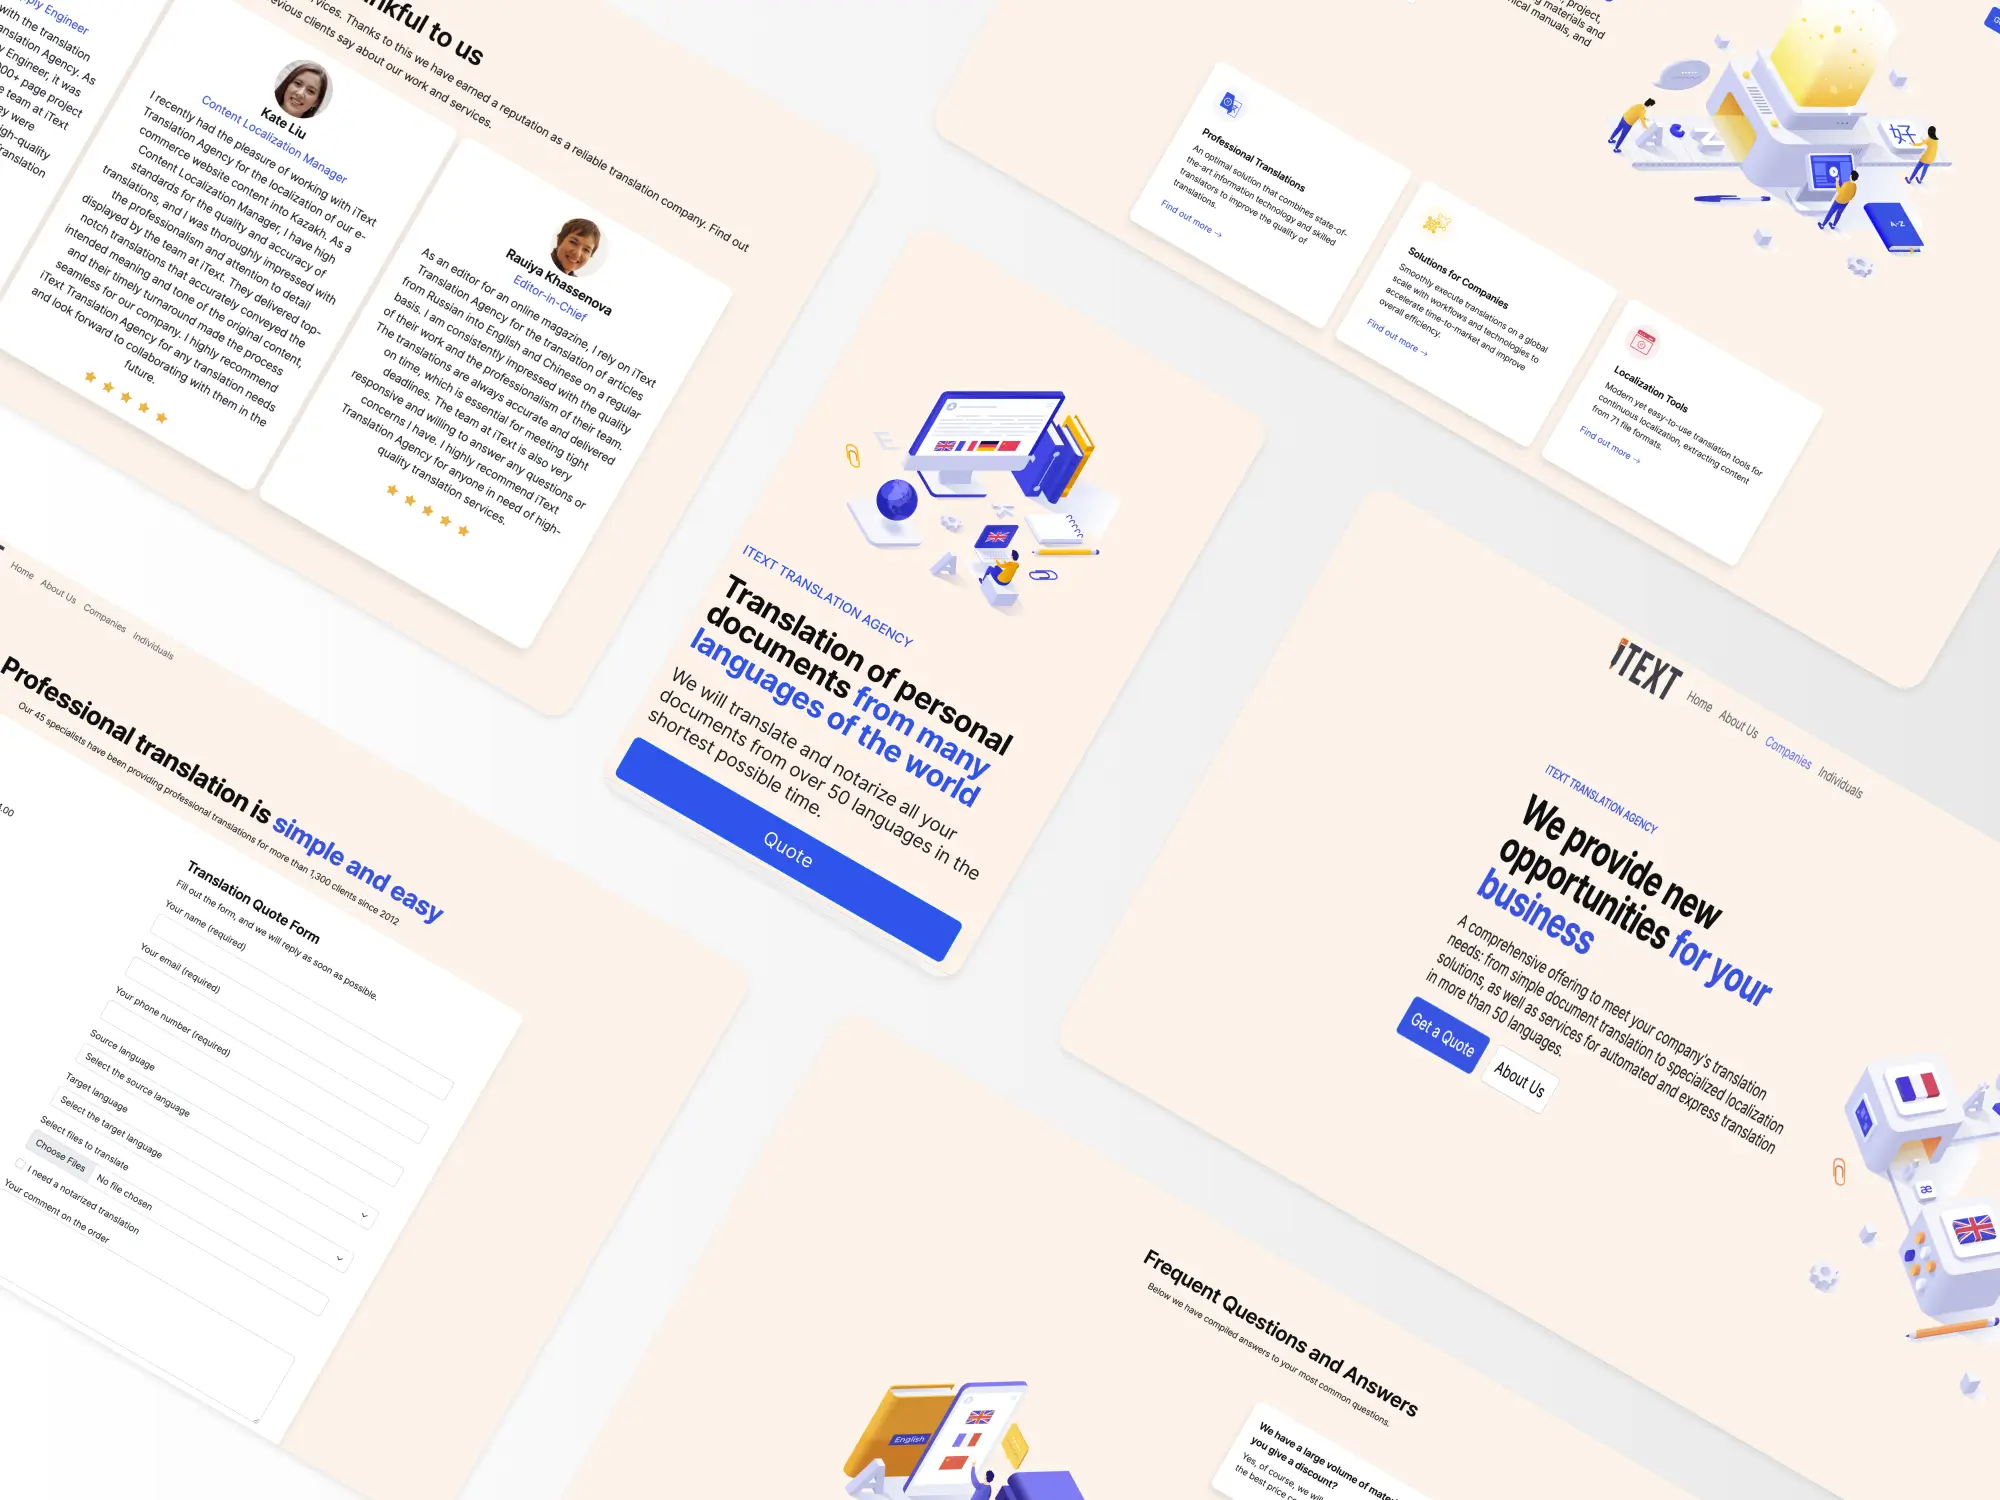 ply Engineer
with the translation
anslation Agency. As
y Engineer, it was
000+ page project
e team at iText
ey were
igh-quality
ranslation
nkful to us
rvices. Thanks to this we have earned a reputation as a reliable translation company. Find out
evious clients say about our work and services.
Kate Liu
Content Localization Manager
I recently had the pleasure of working with iText
Translation Agency for the localization of our e-
commerce website content into Kazakh. As a
Content Localization Manager, I have high
standards for the quality and accuracy of
translations, and I was thoroughly impressed with
the professionalism and attention to detail
displayed by the team at iText. They delivered top-
notch translations that accurately conveyed the
intended meaning and tone of the original content,
and their timely turnaround made the process
seamless for our company. I highly recommend
iText Translation Agency for any translation needs
and look forward to collaborating with them in the
future.
Rauiya Khassenova
Editor-in-Chief
As an editor for an online magazine, I rely on iText
Translation Agency for the translation of articles
from Russian into English and Chinese on a regular
basis. I am consistently impressed with the quality
of their work and the professionalism of their team.
The translations are always accurate and delivered
on time, which is essential for meeting tight
deadlines. The team at iText is also very
responsive and willing to answer any questions or
concerns I have. I highly recommend iText
Translation Agency for anyone in need of high-
quality translation services.
project,
g materials and
ical manuals, and
Professional Translations
An optimal solution that combines state-of-
the-art information technology and skilled
translators to improve the quality of
translations.
Find out more →
Solutions for Companies
Smoothly execute translations on a global
scale with workflows and technologies to
accelerate time-to-market and improve
overall efficiency.
Find out more →
Localization Tools
Modern yet easy-to-use translation tools for
continuous localization, extracting content
from 71 file formats.
Find out more →
A
Z
好
A-Z
E
A
ITEXT TRANSLATION AGENCY
Translation of personal
documents from many
languages of the world
We will translate and notarize all your
documents from over 50 languages in the
shortest possible time.
Quote
Home About Us Companies Individuals
Professional translation is simple and easy
Our 45 specialists have been providing professional translations for more than 1,300 clients since 2012
.00
Translation Quote Form
Fill out the form, and we will reply as soon as possible.
Your name (required)
Your email (required)
Your phone number (required)
Source language
Select the source language
Target language
Select the target language
Select files to translate
Choose Files No file chosen
I need a notarized translation
Your comment on the order
ITEXT Home About Us Companies Individuals
ITEXT TRANSLATION AGENCY
We provide new
opportunities for your
business
A comprehensive offering to meet your company's translation
needs: from simple document translation to specialized localization
solutions, as well as services for automated and express translation
in more than 50 languages.
Get a Quote About Us
A
æ
Frequent Questions and Answers
Below we have compiled answers to your most common questions.
We have a large volume of mate
you give a discount?
Yes, of course, we will
the best price
English
A